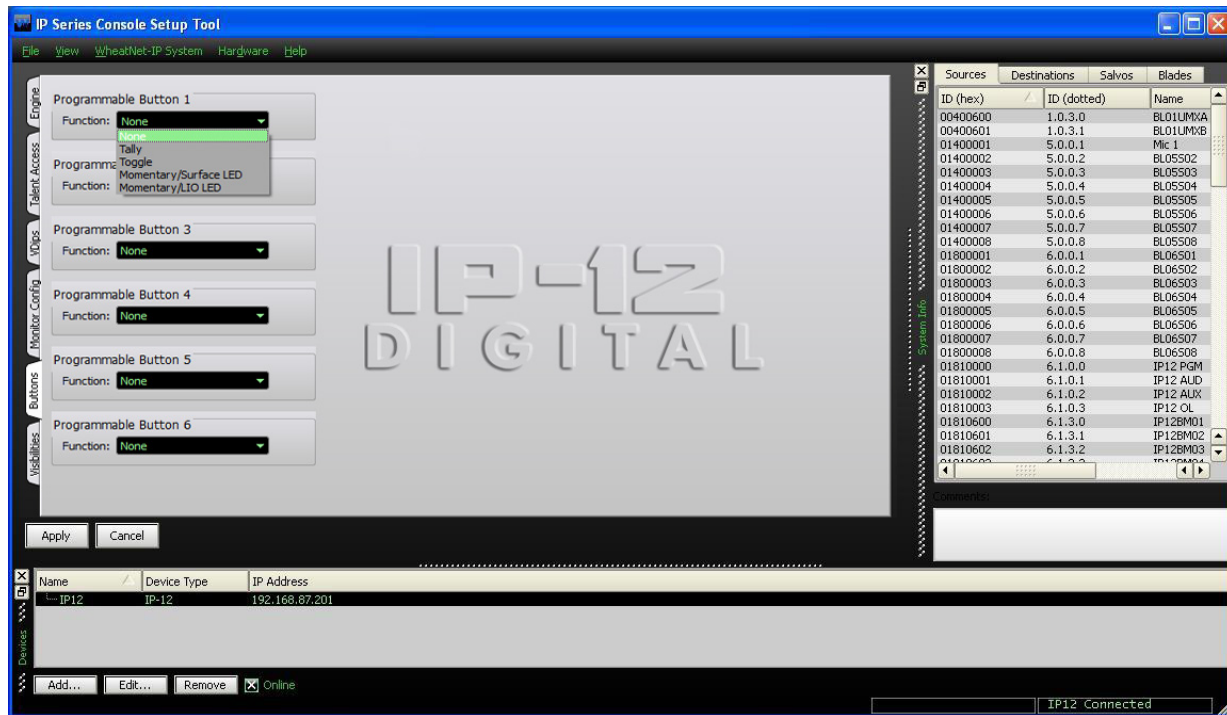 IP Series Console Setup Tool
File View WheatNet-IP System Hardware Help
Engine
Talent Access
VDips
Monitor Config
Buttons
Visibilities
Programmable Button 1
Function: None
None
Tally
Toggle
Momentary/Surface LED
Momentary/LIO LED
Programma
Function:
Programmable Button 3
Function: None
Programmable Button 4
Function: None
Programmable Button 5
Function: None
Programmable Button 6
Function: None
IP-12
DIGITAL
Apply Cancel
System Info
Sources Destinations Salvos Blades
ID (hex) ID (dotted) Name
00400600 1.0.3.0 BL01UMXA
00400601 1.0.3.1 BL01UMXB
01400001 5.0.0.1 Mic 1
01400002 5.0.0.2 BL05S02
01400003 5.0.0.3 BL05S03
01400004 5.0.0.4 BL05S04
01400005 5.0.0.5 BL05S05
01400006 5.0.0.6 BL05S06
01400007 5.0.0.7 BL05S07
01400008 5.0.0.8 BL05S08
01800001 6.0.0.1 BL06S01
01800002 6.0.0.2 BL06S02
01800003 6.0.0.3 BL06S03
01800004 6.0.0.4 BL06S04
01800005 6.0.0.5 BL06S05
01800006 6.0.0.6 BL06S06
01800007 6.0.0.7 BL06S07
01800008 6.0.0.8 BL06S08
01810000 6.1.0.0 IP12 PGM
01810001 6.1.0.1 IP12 AUD
01810002 6.1.0.2 IP12 AUX
01810003 6.1.0.3 IP12 OL
01810600 6.1.3.0 IP12BM01
01810601 6.1.3.1 IP12BM02
01810602 6.1.3.2 IP12BM03
Comments:
Name Device Type IP Address
IP12 IP-12 192.168.87.201
Devices
Add... Edit... Remove Online
IP12 Connected